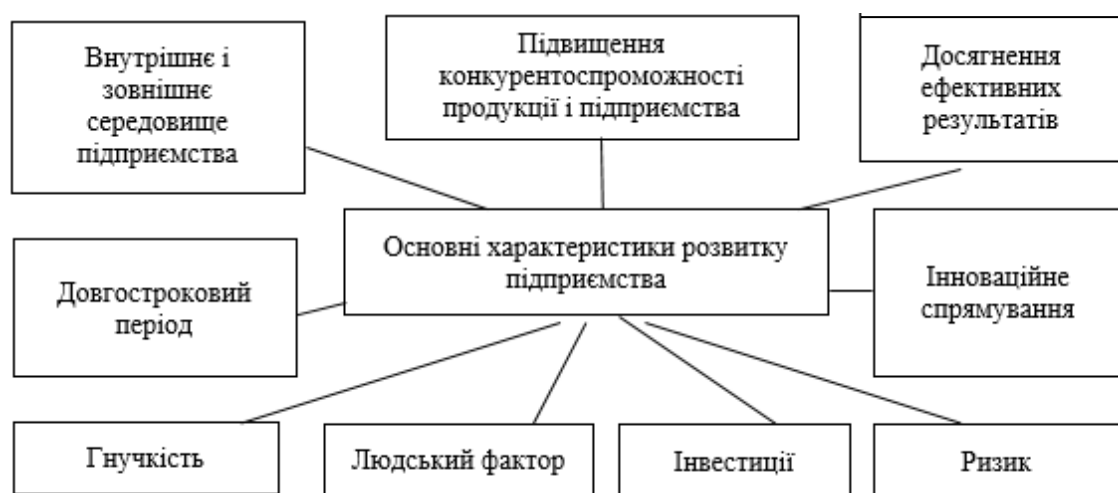 Внутрішнє і
зовнішнє
середовище
підприємства
Підвищення
конкурентоспроможності
продукції і підприємства
Досягнення
ефективних
результатів
Основні характеристики розвитку
підприємства
Довгостроковий
період
Інноваційне
спрямування
Гнучкість
Людський фактор
Інвестиції
Ризик